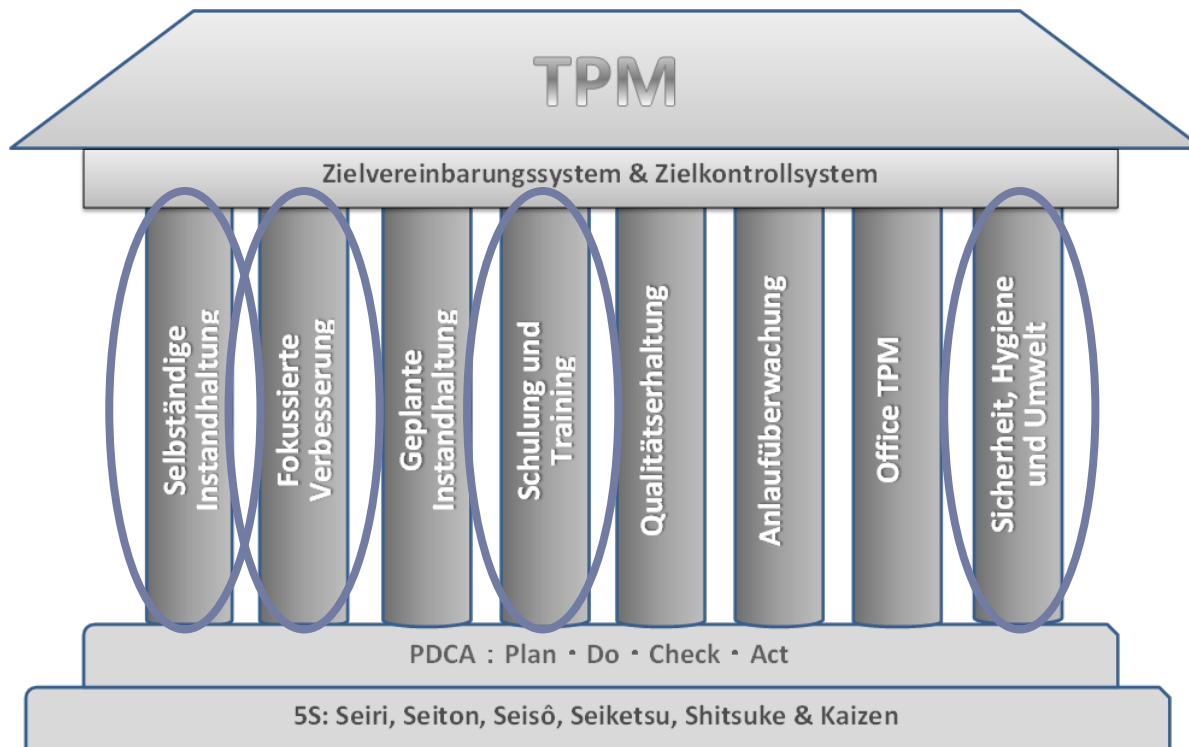 TPM
Zielvereinbarungssystem & Zielkontrollsystem
Selbständige
Instandhaltung
Fokussierte
Verbesserung
Geplante
Instandhaltung
Schulung und
Training
Qualitätserhaltung
Anlaufüberwachung
Office TPM
Sicherheit, Hygiene
und Umwelt
PDCA : Plan · Do · Check · Act
5S: Seiri, Seiton, Seisô, Seiketsu, Shitsuke & Kaizen